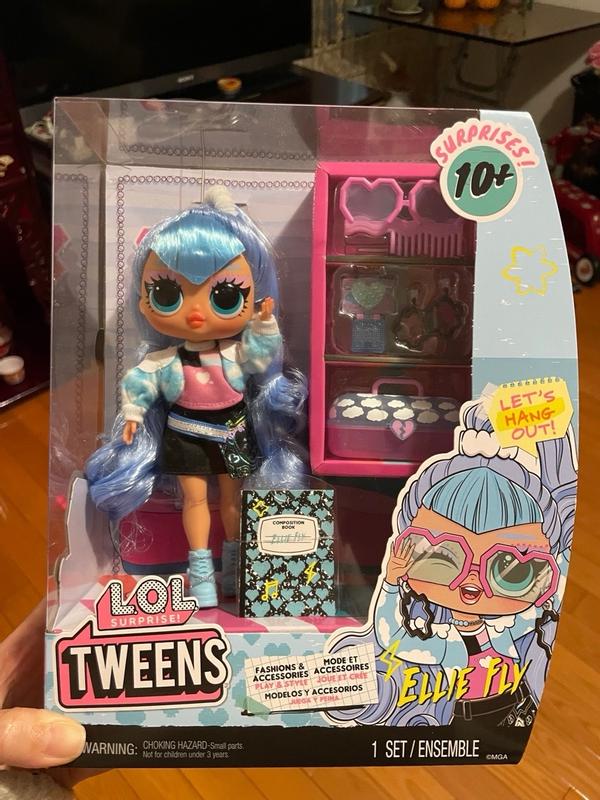 SONY
SURPRISES!
10+
LET'S
HANG
OUT!
COMPOSITION
BOOK
ELLIE FLY
LOL
SURPRISE!
TWEENS
FASHIONS &
ACCESSORIES
PLAY & STYLE
MODE ET
ACCESSOIRES
JOUE ET CRÉE
MODELOS Y ACCESORIOS
JUEGA Y PEINA
ELLIE FLY
WARNING: CHOKING HAZARD-Small parts.
Not for children under 3 years.
1 SET / ENSEMBLE
©MGA